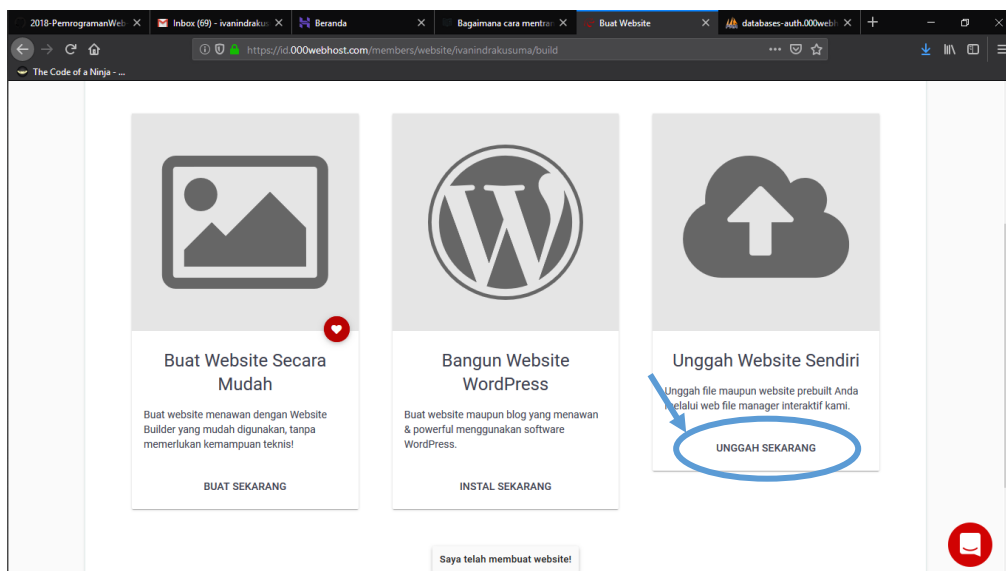 2018-PemrogramanWeb
Inbox (69) - ivanindrakus
Beranda
Bagaimana cara mentran
Buat Website
databases-auth.000webh
https://id.000webhost.com/members/website/ivanindrakusuma/build
The Code of a Ninja - ...
Buat Website Secara
Mudah
Buat website menawan dengan Website
Builder yang mudah digunakan, tanpa
memerlukan kemampuan teknis!
BUAT SEKARANG
Bangun Website
WordPress
Buat website maupun blog yang menawan
& powerful menggunakan software
WordPress.
INSTAL SEKARANG
Unggah Website Sendiri
Unggah file maupun website prebuilt Anda
melalui web file manager interaktif kami.
UNGGAH SEKARANG
Saya telah membuat website!